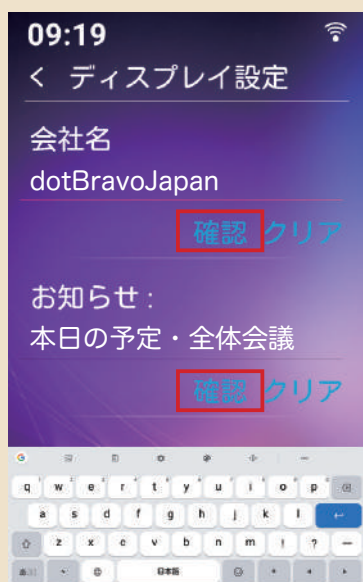 09:19
< ディスプレイ設定
会社名
dotBravoJapan
確認 クリア
お知らせ :
本日の予定・全体会議
確認 クリア
q w e r t y u i o p
a s d f g h j k l
z x c v b n m ! ? ー
日本語